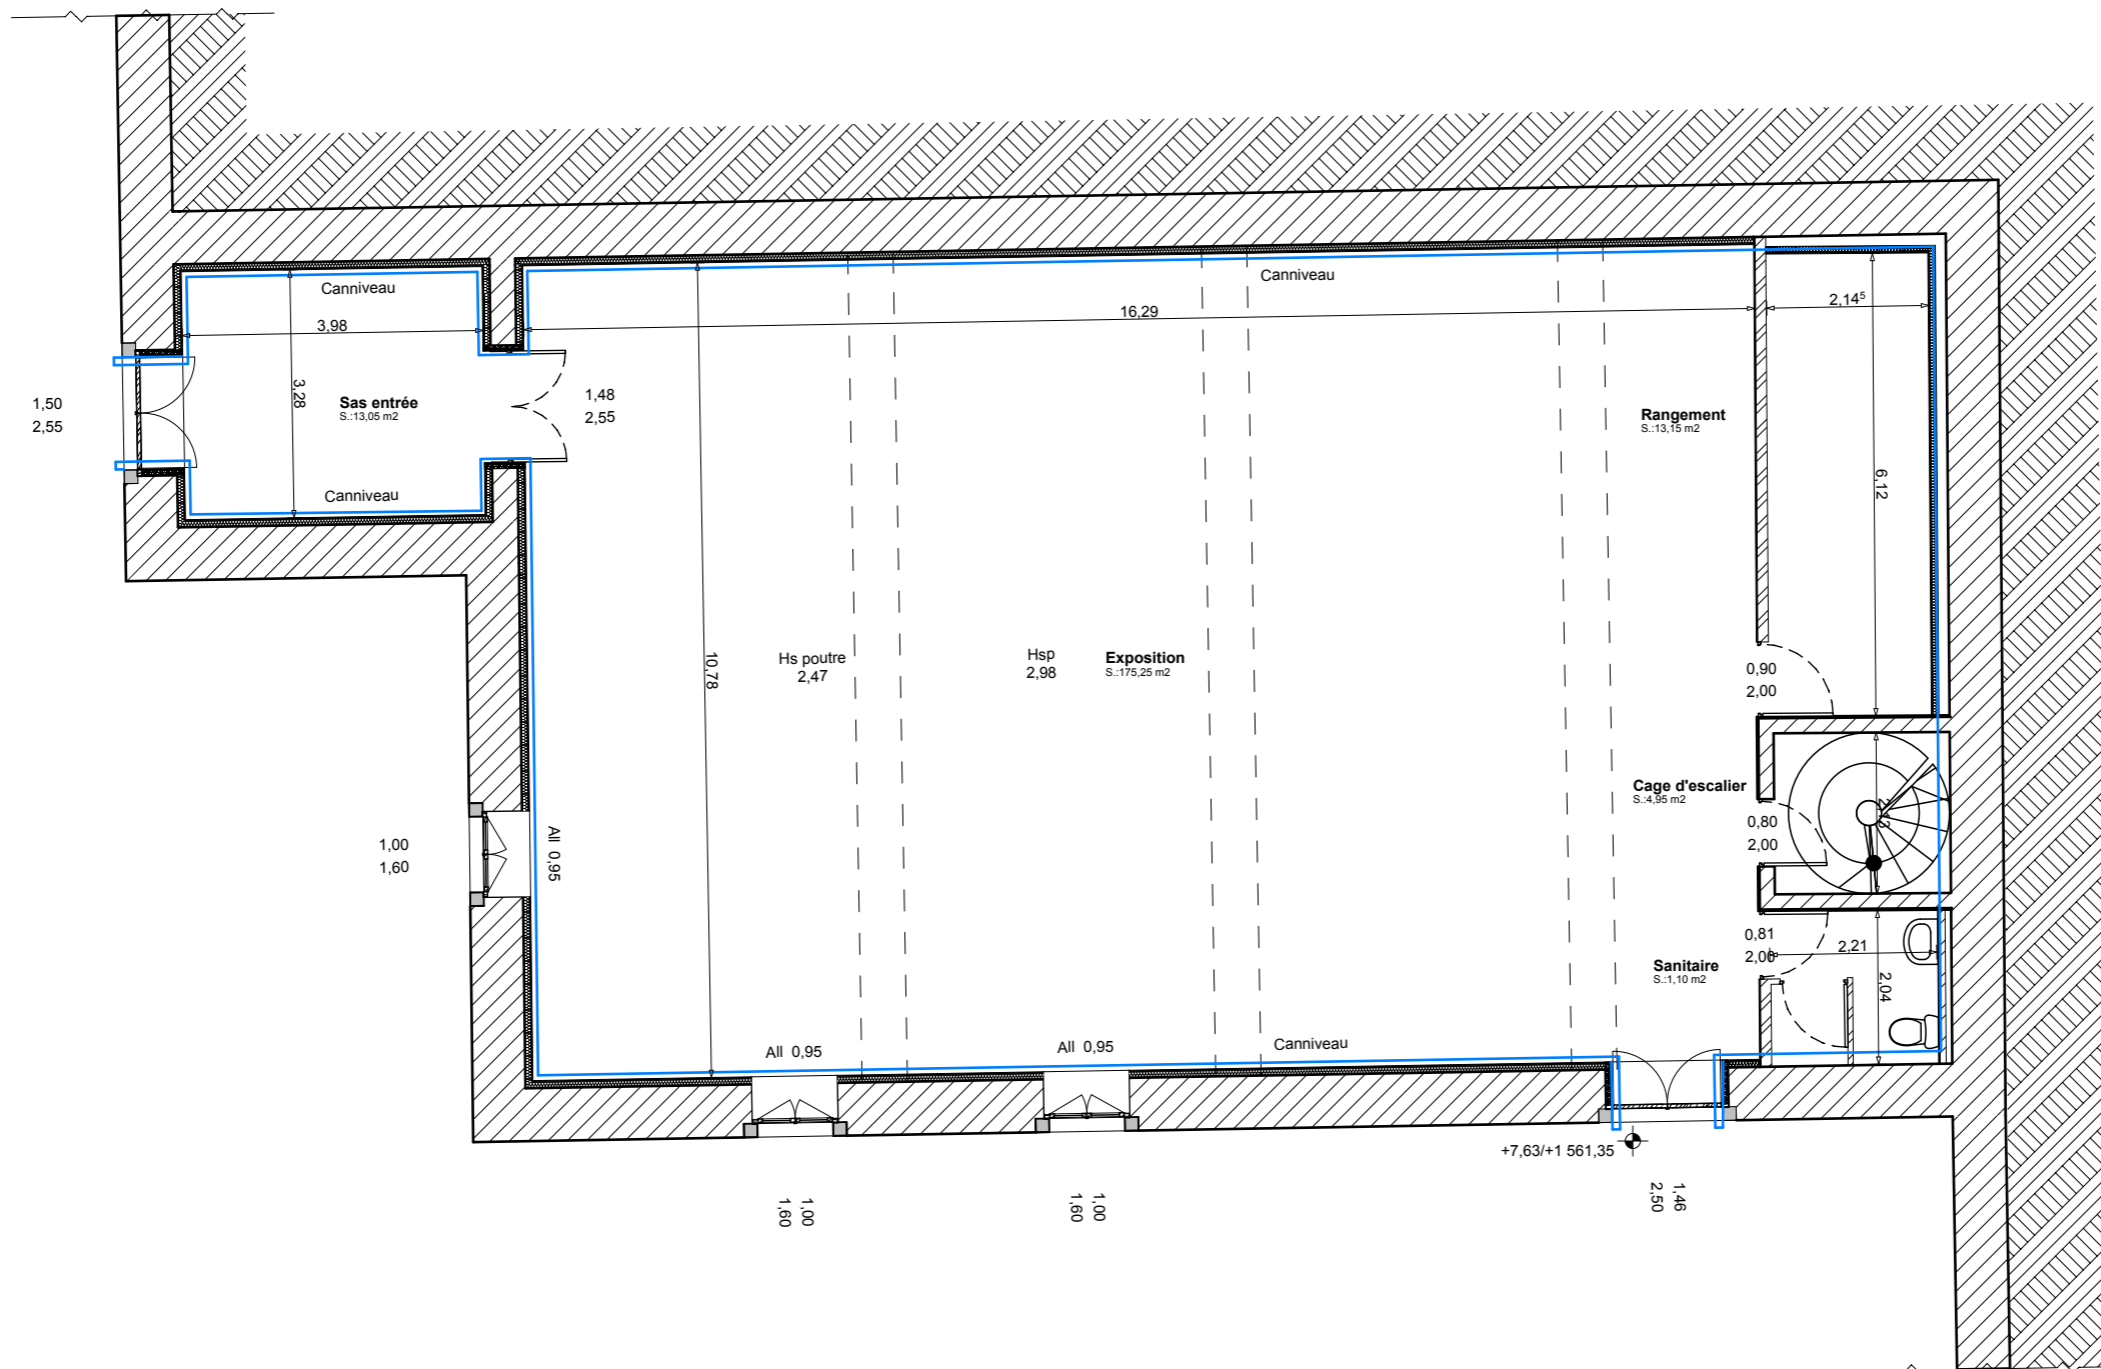 Canniveau
3,98
3,28
Sas entrée
S.:13,05 m2
Canniveau
1,50
2,55
1,48
2,55
Canniveau
16,29
2,14⁵
Rangement
S.:13,15 m2
6,12
10,78
Hs poutre
2,47
Hsp
2,98
Exposition
S.:175,25 m2
0,90
2,00
Cage d'escalier
S.:4,95 m2
0,80
2,00
1,00
1,60
All 0,95
0,81
2,00
2,21
2,04
Sanitaire
S.:1,10 m2
All 0,95
All 0,95
Canniveau
+7,63/+1 561,35
1,00
1,60
1,00
1,60
1,46
2,50